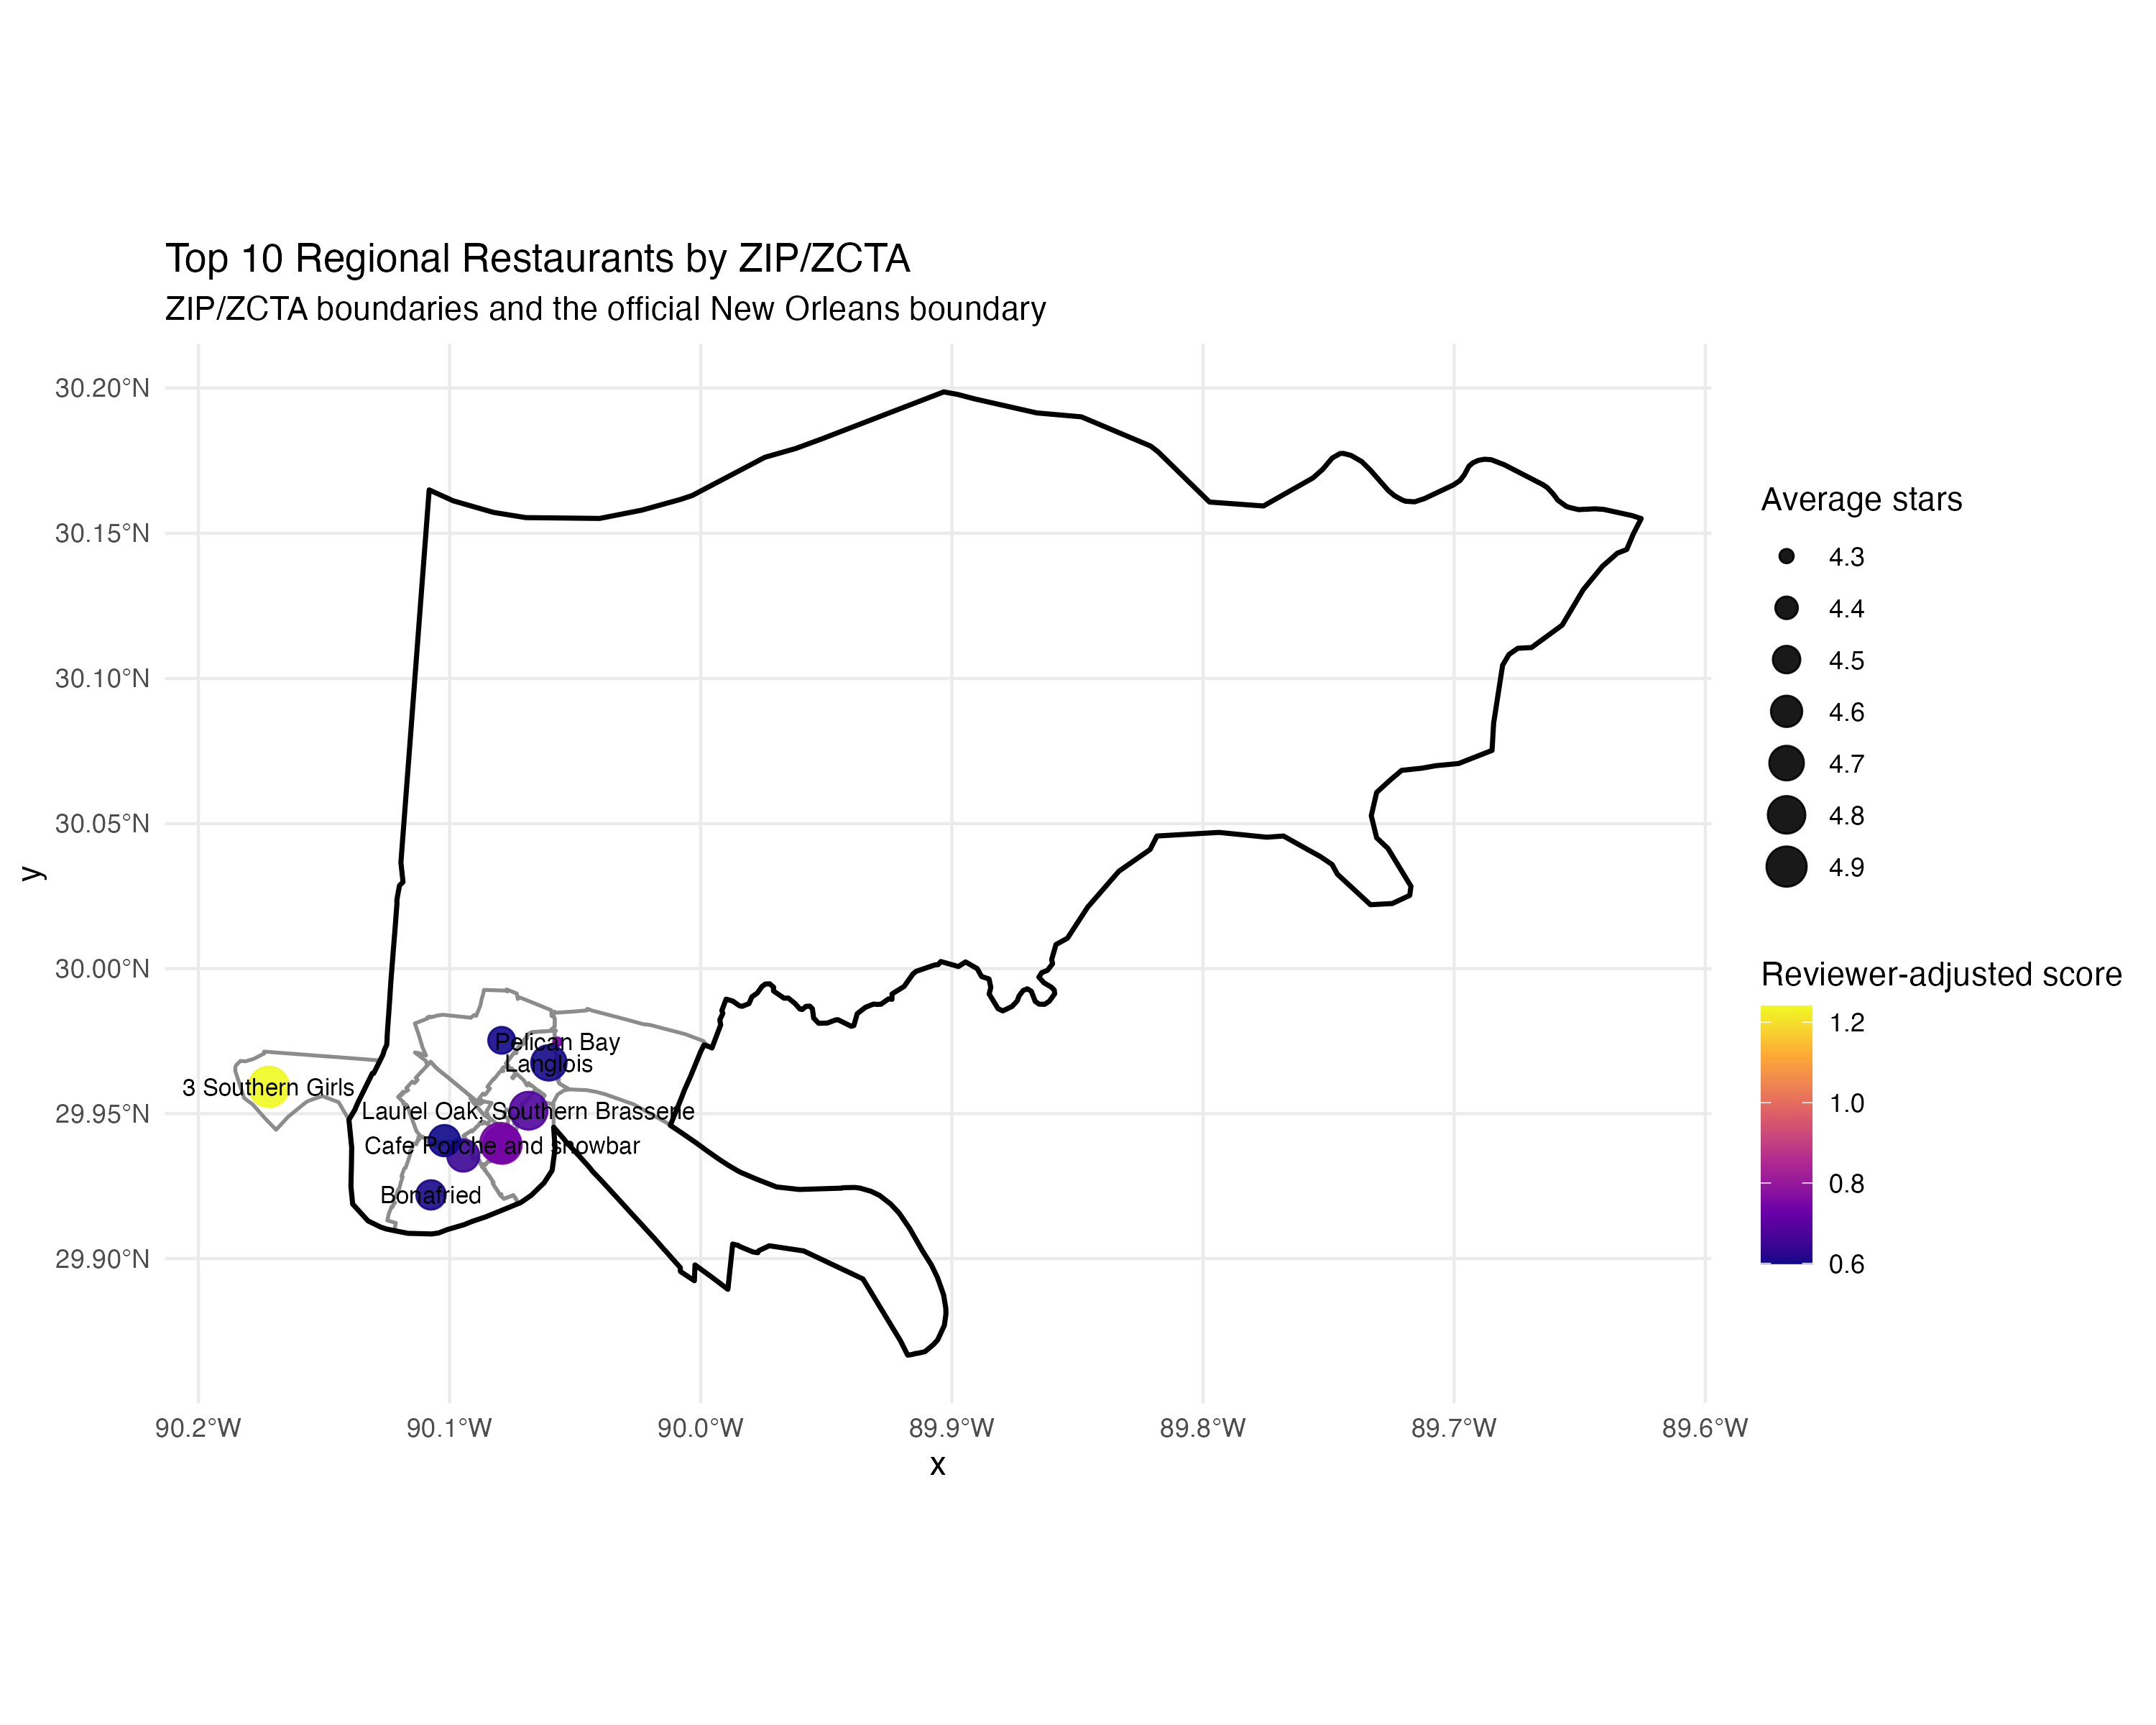 Top 10 Regional Restaurants by ZIP/ZCTA
ZIP/ZCTA boundaries and the official New Orleans boundary
30.20°N
30.15°N
30.10°N
30.05°N
30.00°N
29.95°N
29.90°N
y
Pelican Bay
Langlois
3 Southern Girls
Laurel Oak, Southern Brasserie
Cafe Porche and snowbar
Bonafried
90.2°W
90.1°W
90.0°W
89.9°W
89.8°W
89.7°W
89.6°W
x
Average stars
4.3
4.4
4.5
4.6
4.7
4.8
4.9
Reviewer-adjusted score
1.2
1.0
0.8
0.6